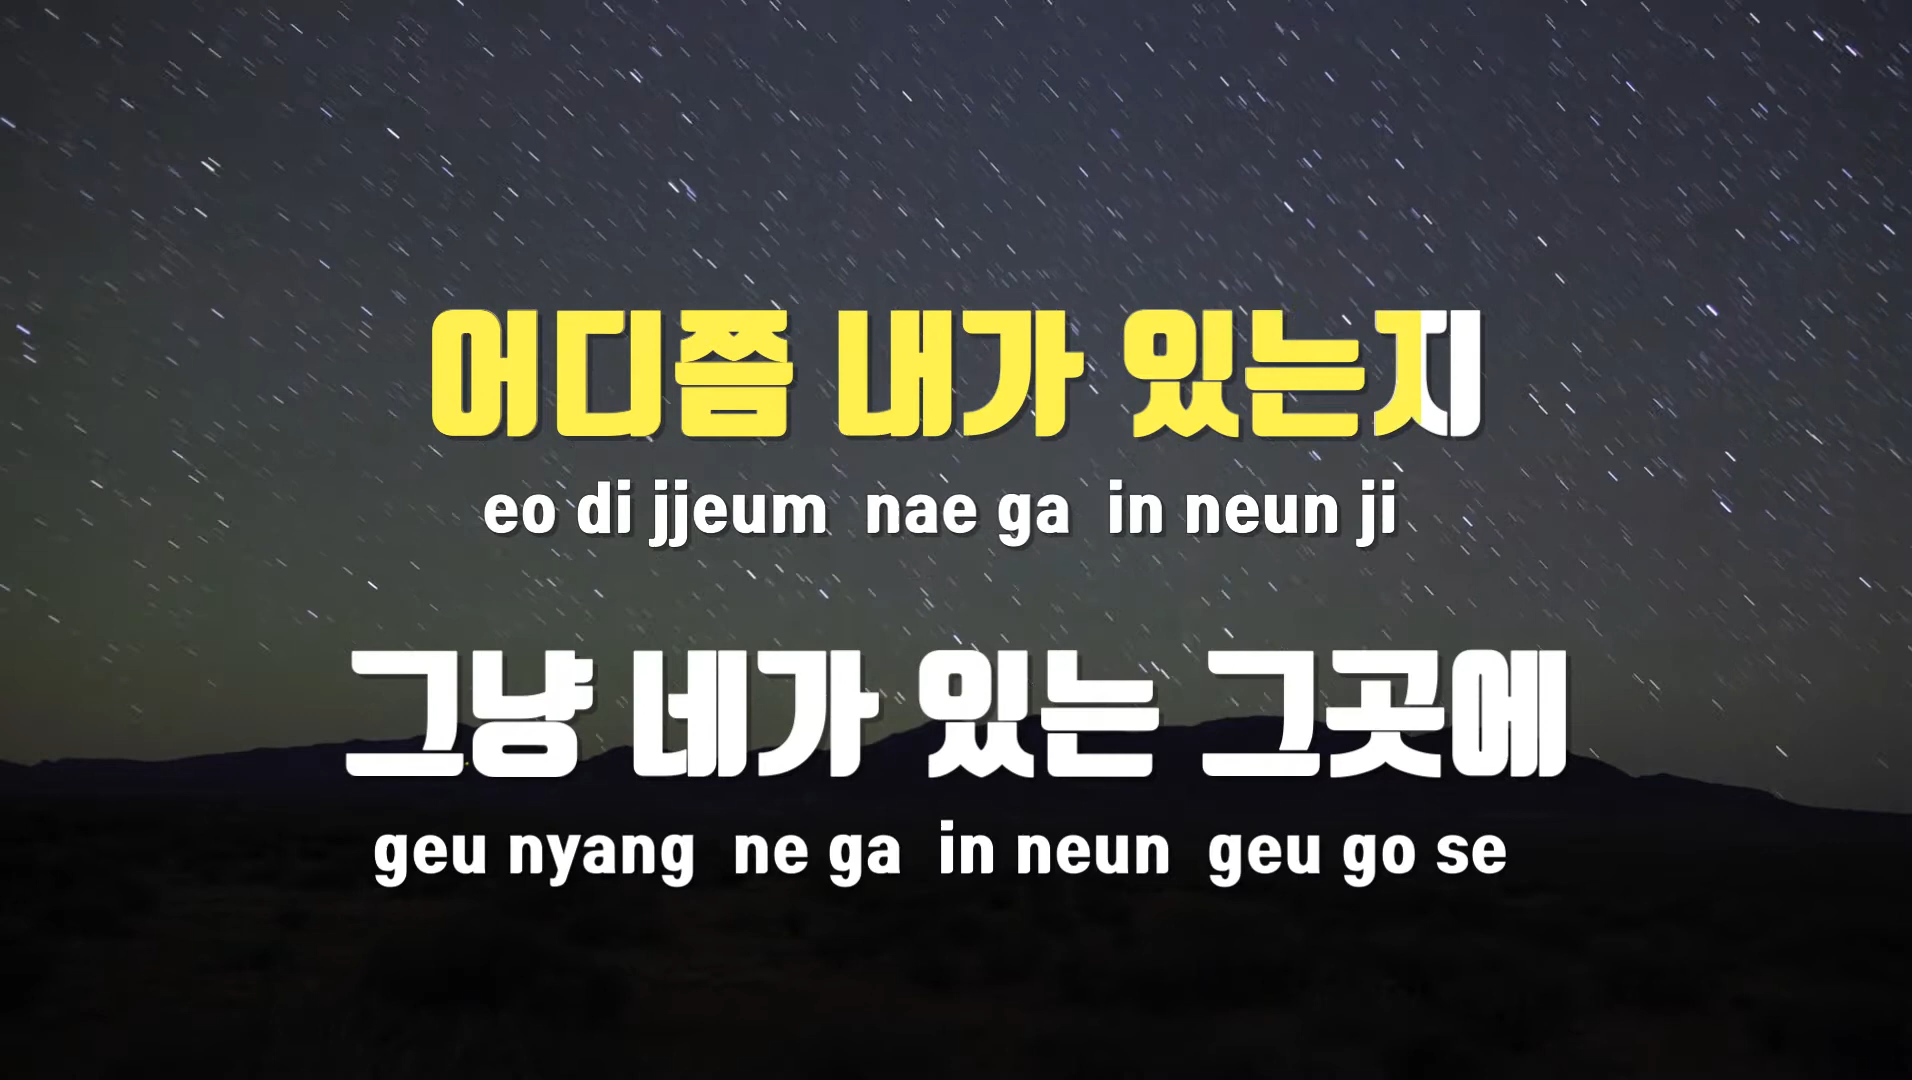 어디쯤 내가 있는지
eo di jjeum nae ga in neun ji
그냥 네가 있는 그곳에
geu nyang ne ga in neun geu go se